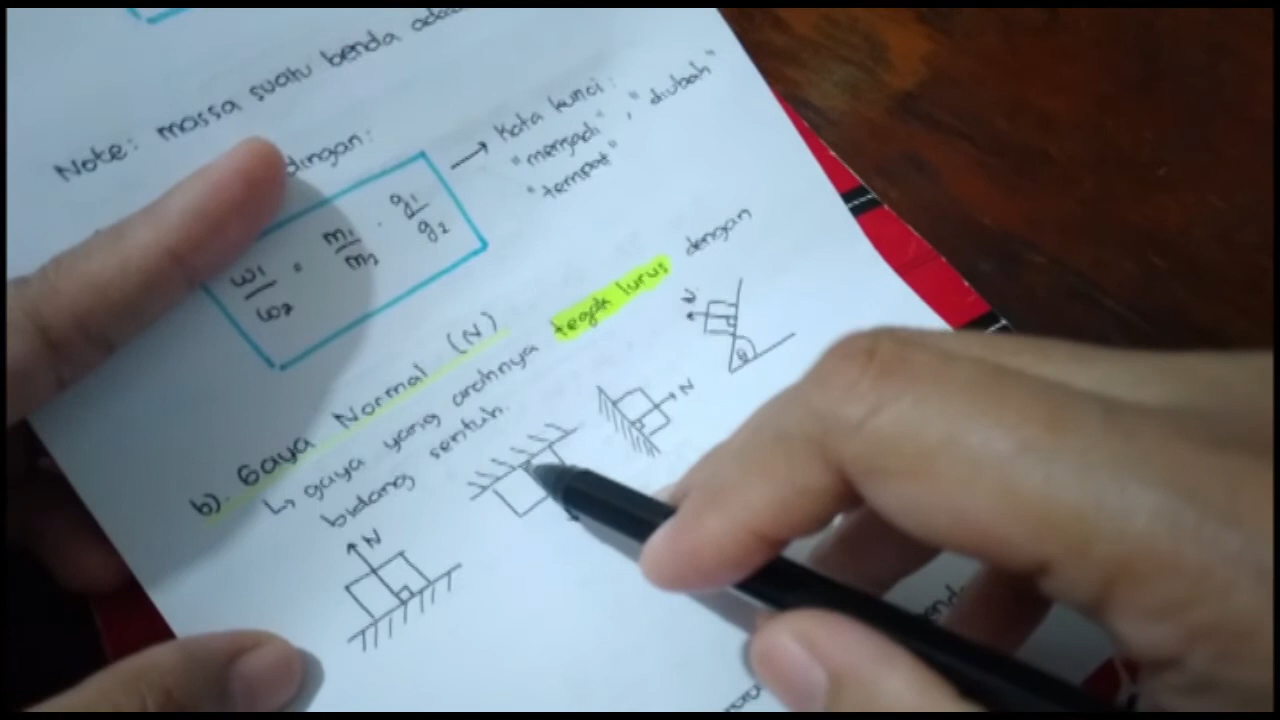 Note: massa suatu benda
dingan:
w1/w2 = m1/m2 . g1/g2
→ Kata kunci:
"menjadi", "diubah"
"tempat"
b). Gaya Normal (N)
↳ gaya yang arahnya tegak lurus dengan
bidang sentuh.
N
N
N
θ